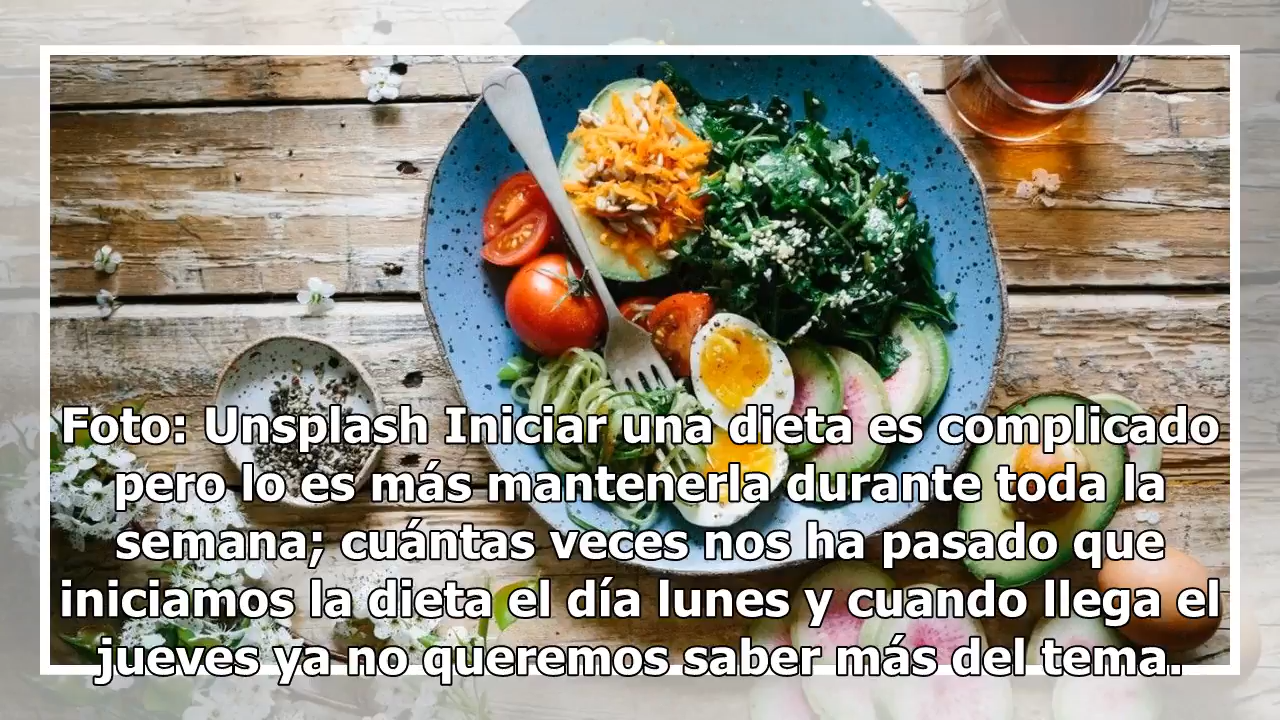 Foto: Unsplash Iniciar una dieta es complicado
pero lo es más mantenerla durante toda la
semana; cuántas veces nos ha pasado que
iniciamos la dieta el día lunes y cuando llega el
jueves ya no queremos saber más del tema.